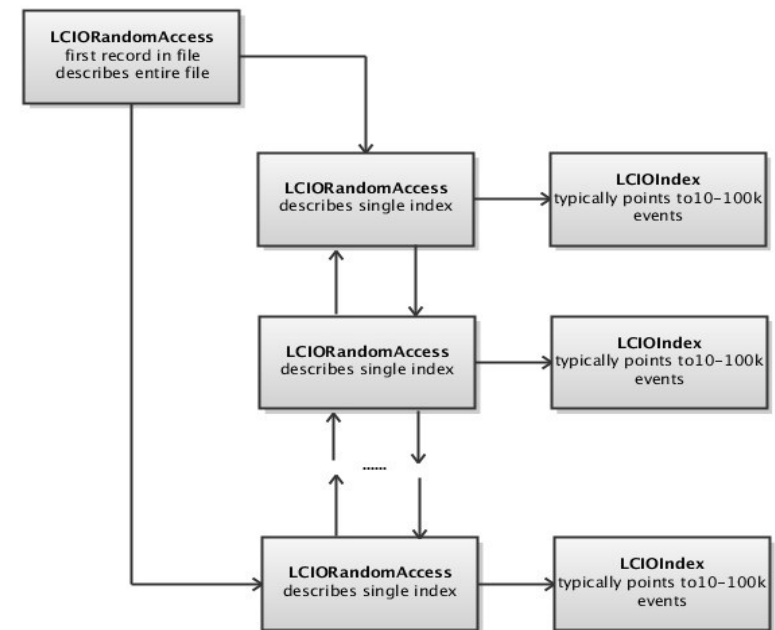 LCIORandomAccess
first record in file
describes entire file
LCIORandomAccess
describes single index
LCIOIndex
typically points to10-100k
events
LCIORandomAccess
describes single index
LCIOIndex
typically points to10-100k
events
......
LCIORandomAccess
describes single index
LCIOIndex
typically points to10-100k
events